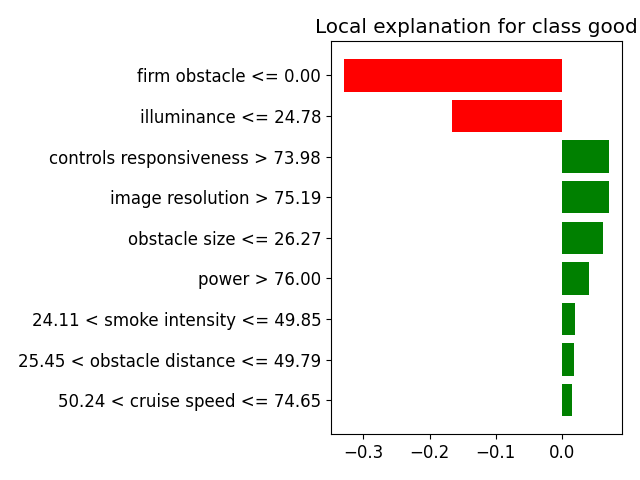 Local explanation for class good
firm obstacle <= 0.00
illuminance <= 24.78
controls responsiveness > 73.98
image resolution > 75.19
obstacle size <= 26.27
power > 76.00
24.11 < smoke intensity <= 49.85
25.45 < obstacle distance <= 49.79
50.24 < cruise speed <= 74.65
−0.3 −0.2 −0.1 0.0